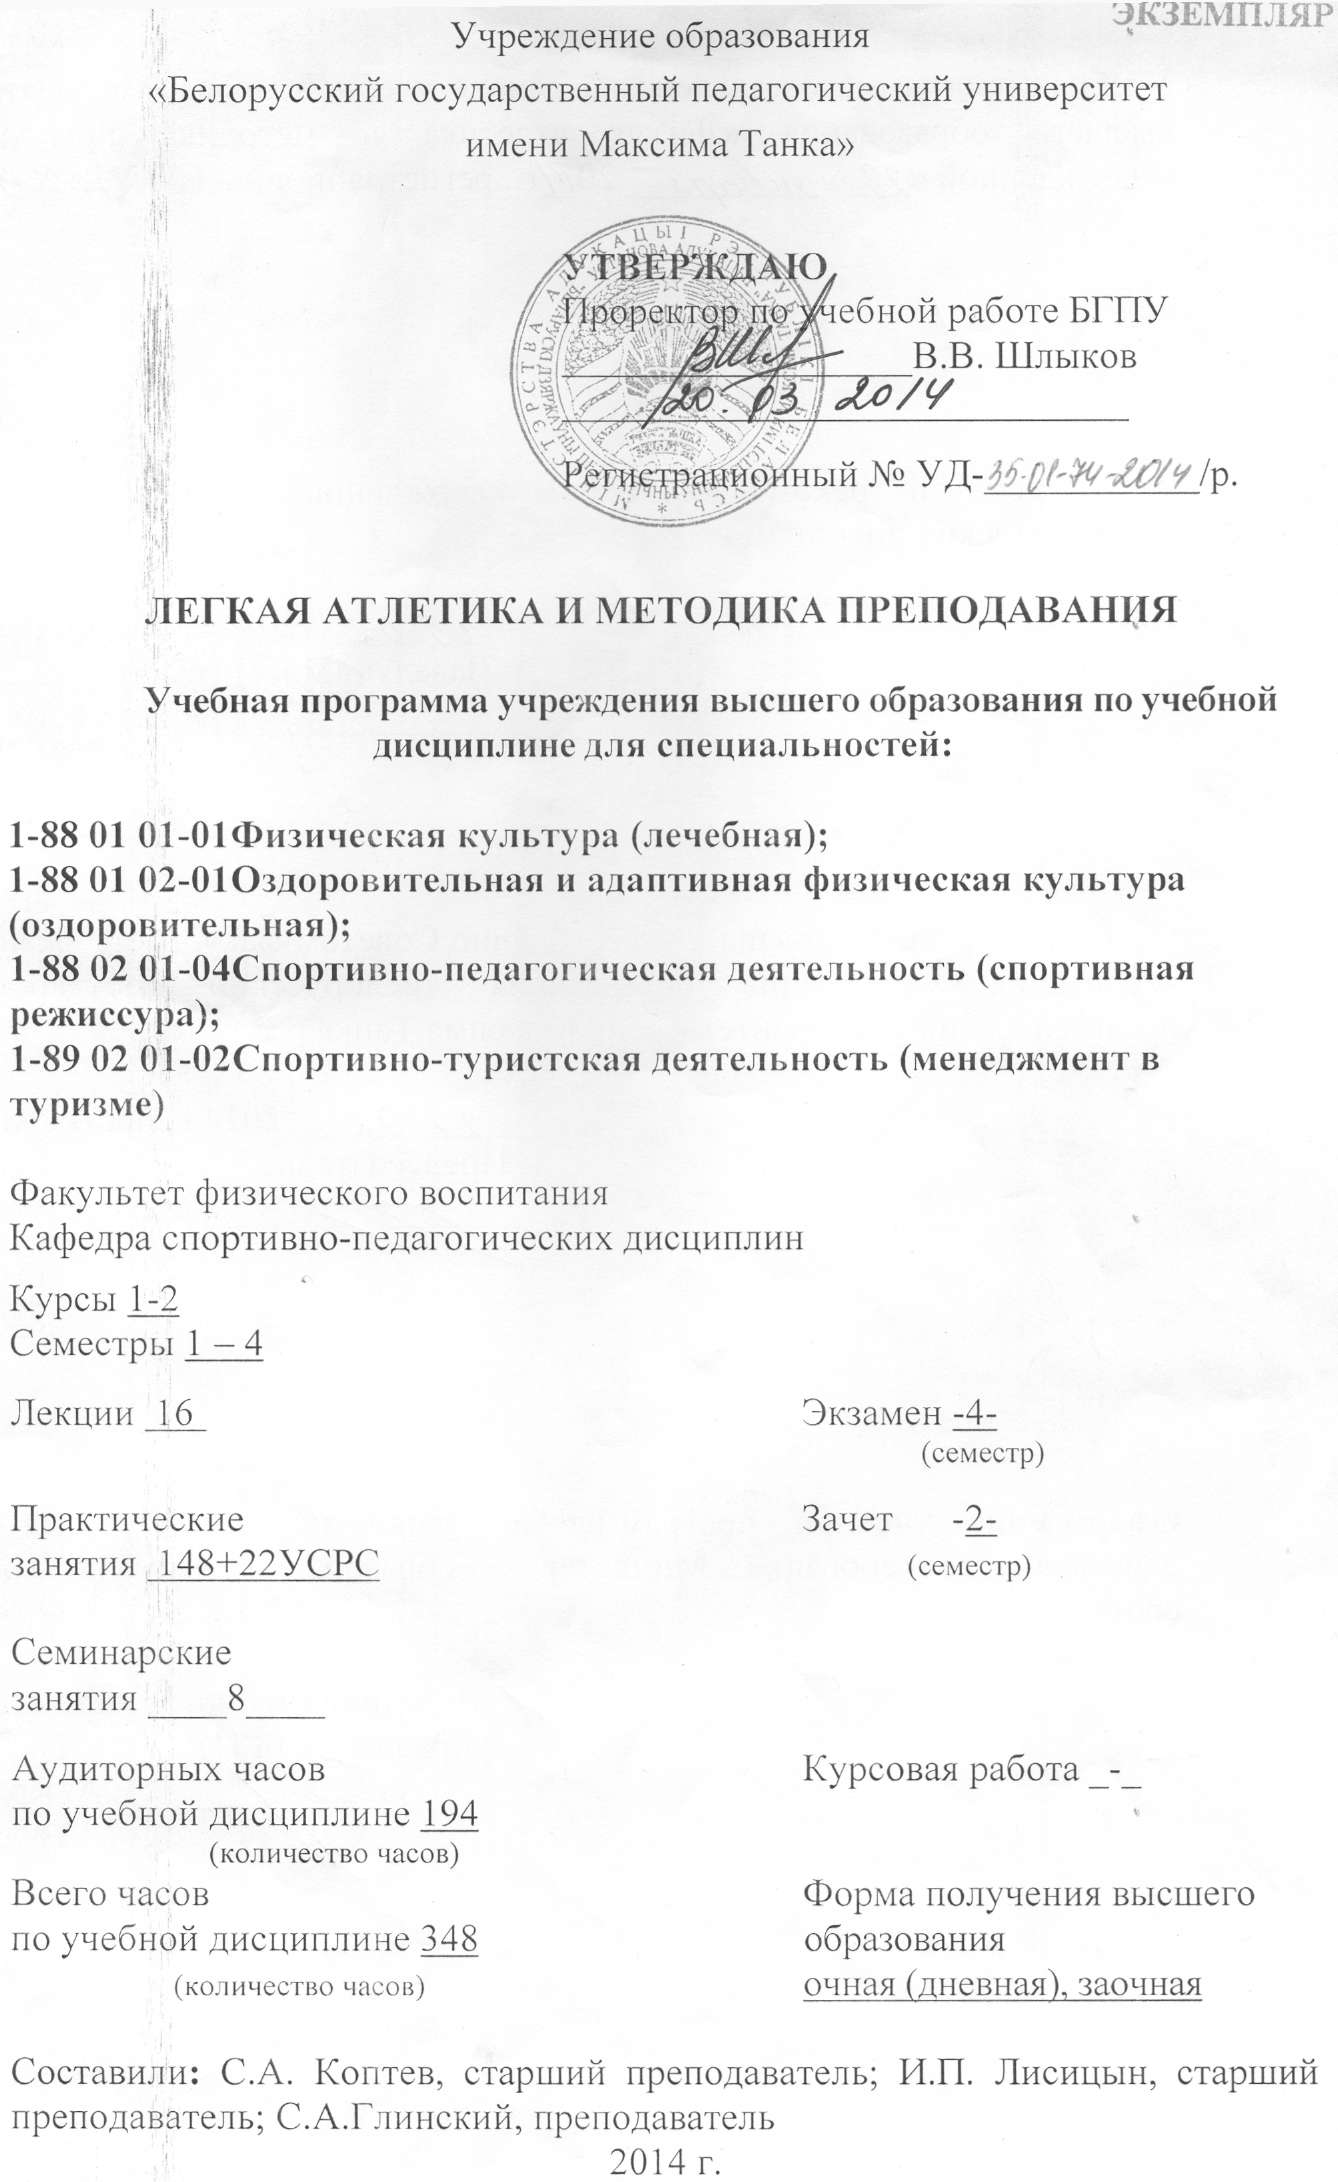 ЭКЗЕМПЛЯР
Учреждение образования
«Белорусский государственный педагогический университет
имени Максима Танка»
УТВЕРЖДАЮ
Проректор по учебной работе БГПУ
В.В. Шлыков
20. 03 2014
Регистрационный № УД-35-01-74-2014/р.
ЛЕГКАЯ АТЛЕТИКА И МЕТОДИКА ПРЕПОДАВАНИЯ
Учебная программа учреждения высшего образования по учебной
дисциплине для специальностей:
1-88 01 01-01Физическая культура (лечебная);
1-88 01 02-01Оздоровительная и адаптивная физическая культура
(оздоровительная);
1-88 02 01-04Спортивно-педагогическая деятельность (спортивная
режиссура);
1-89 02 01-02Спортивно-туристская деятельность (менеджмент в
туризме)
Факультет физического воспитания
Кафедра спортивно-педагогических дисциплин
Курсы 1-2
Семестры 1 – 4
Лекции 16
Экзамен -4-
(семестр)
Практические
занятия 148+22УСРС
Зачет -2-
(семестр)
Семинарские
занятия ____8____
Аудиторных часов
по учебной дисциплине 194
(количество часов)
Курсовая работа _-_
Всего часов
по учебной дисциплине 348
(количество часов)
Форма получения высшего
образования
очная (дневная), заочная
Составили: С.А. Коптев, старший преподаватель; И.П. Лисицын, старший
преподаватель; С.А.Глинский, преподаватель
2014 г.